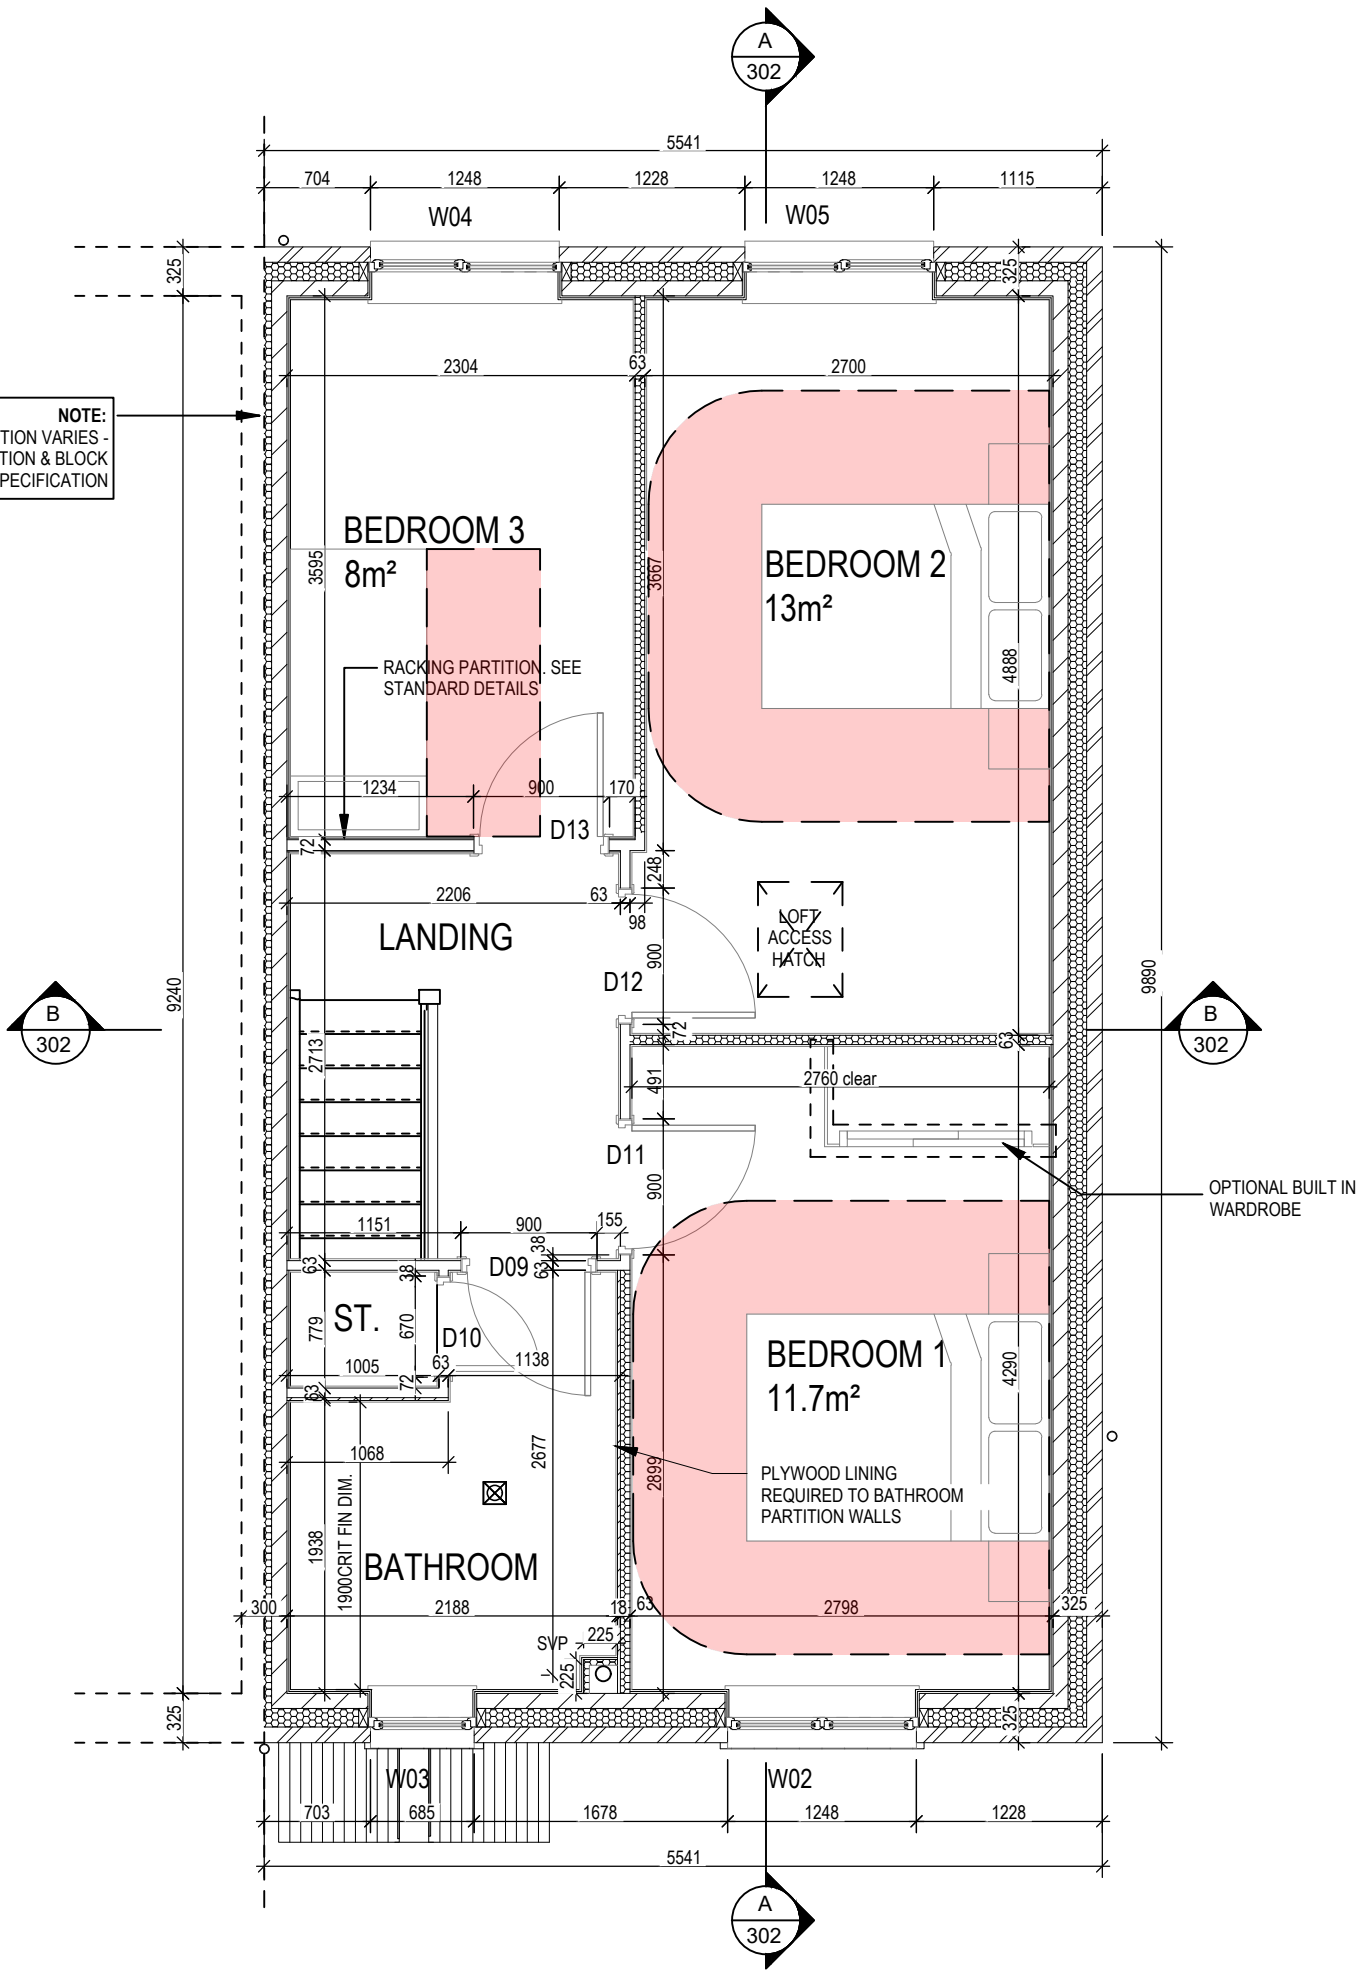 A
302
5541
704
1248
1228
1248
1115
W04
W05
325
325
2304
63
2700
NOTE:
TION VARIES -
TION & BLOCK
PECIFICATION
BEDROOM 3
8m²
3595
3667
BEDROOM 2
13m²
4888
RACKING PARTITION. SEE
STANDARD DETAILS
1234
900
170
D13
72
248
2206
63
98
LANDING
LOFT
ACCESS
HATCH
900
D12
9240
9890
B
302
B
302
72
63
2713
491
2760 clear
D11
900
OPTIONAL BUILT IN
WARDROBE
1151
900
155
38
63
D09
63
38
ST.
779
670
D10
1005
63
1138
72
63
BEDROOM 1
11.7m²
4290
1068
2677
2899
PLYWOOD LINING
REQUIRED TO BATHROOM
PARTITION WALLS
1938
1900CRIT FIN DIM.
BATHROOM
300
2188
18
63
2798
325
SVP
225
225
325
325
W03
W02
703
685
1678
1248
1228
5541
A
302